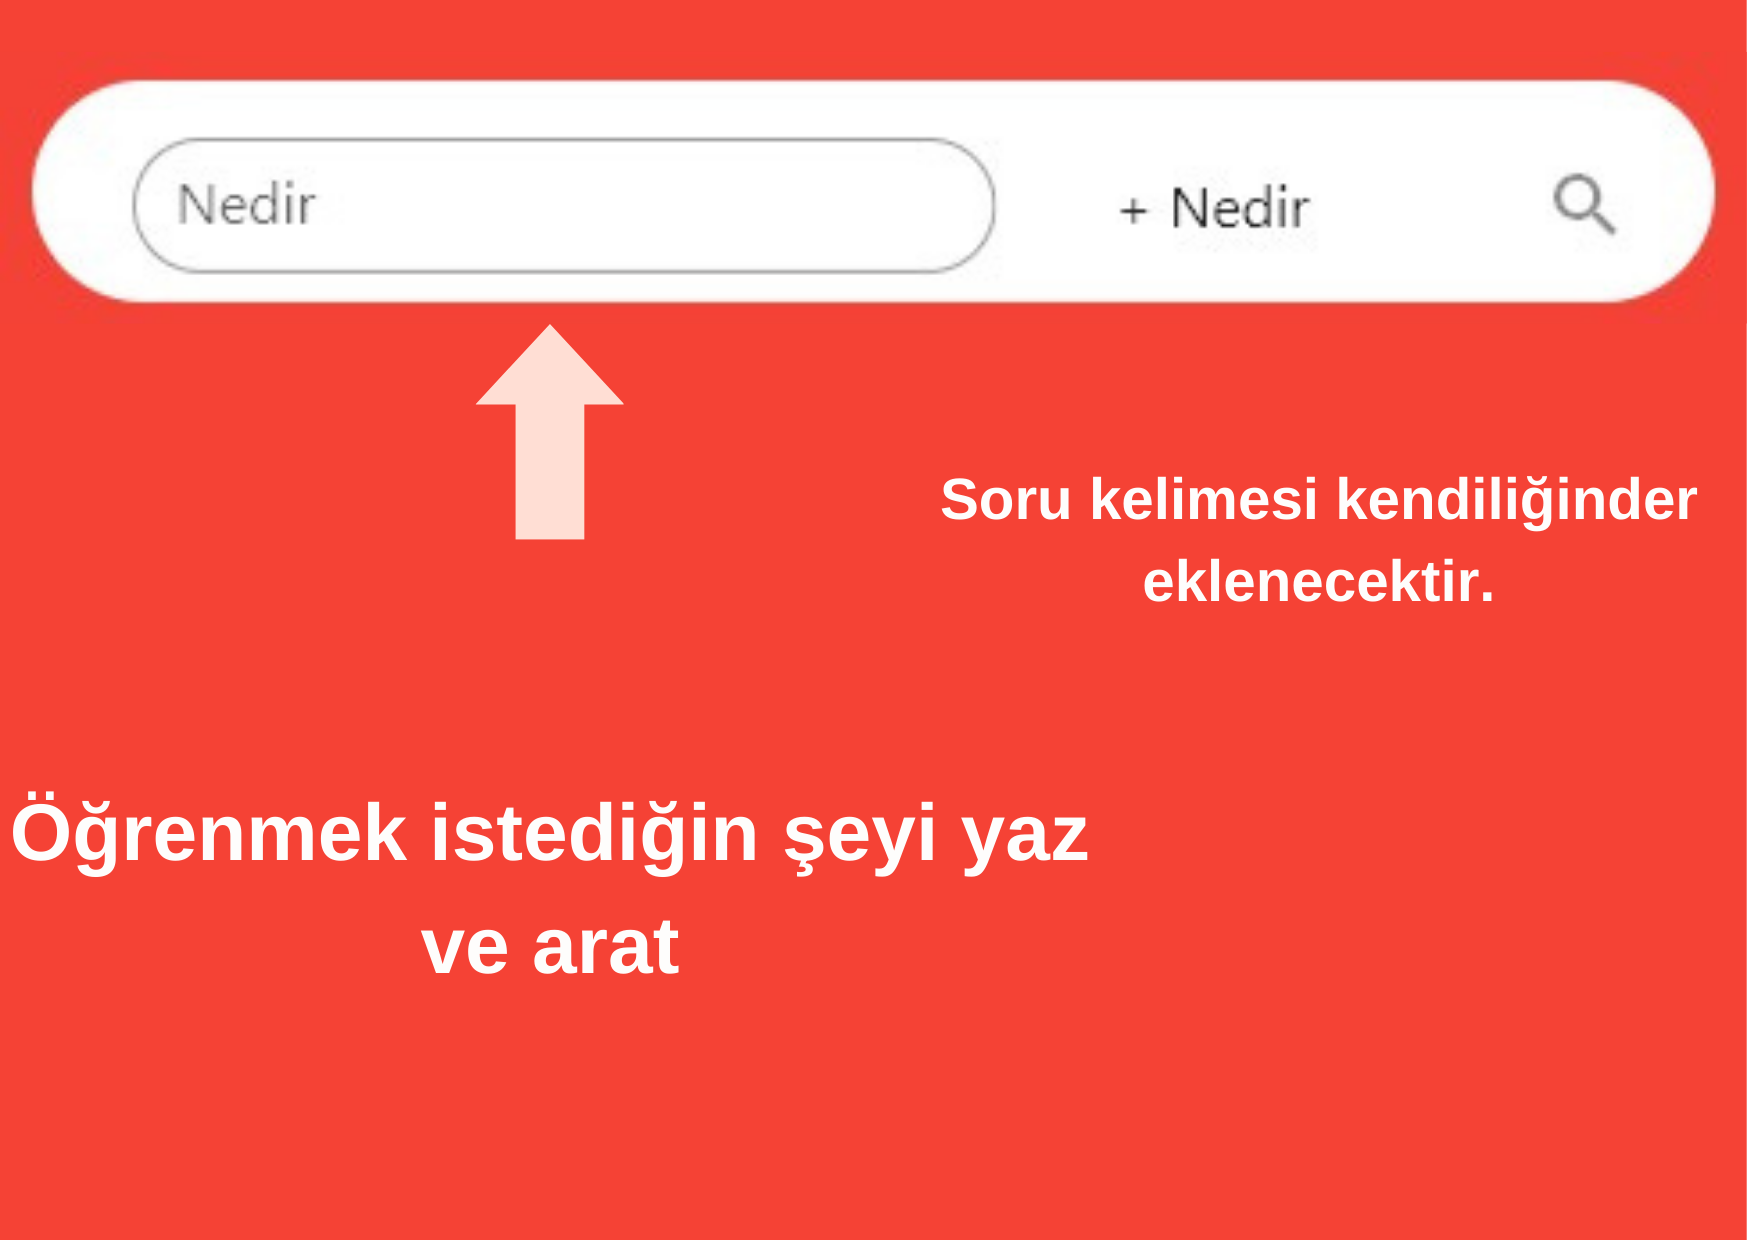 Nedir + Nedir
Soru kelimesi kendiliğinder
eklenecektir.
Öğrenmek istediğin şeyi yaz
ve arat